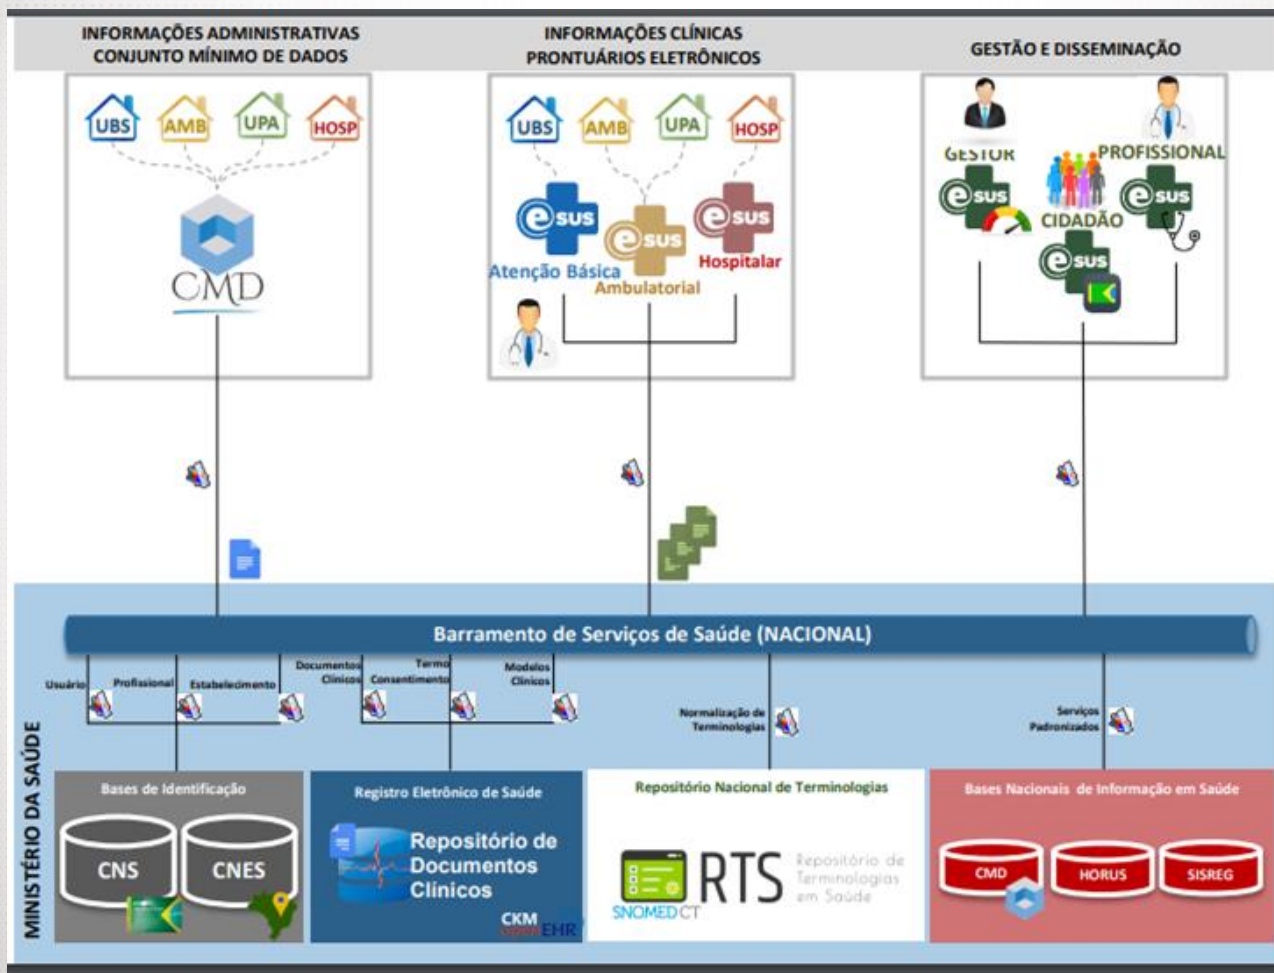 INFORMAÇÕES ADMINISTRATIVAS
CONJUNTO MÍNIMO DE DADOS
INFORMAÇÕES CLÍNICAS
PRONTUÁRIOS ELETRÔNICOS
GESTÃO E DISSEMINAÇÃO
UBS
AMB
UPA
HOSP
CMD
UBS
AMB
UPA
HOSP
esus
Atenção Básica
esus
Ambulatorial
esus
Hospitalar
GESTOR
esus
CIDADÃO
esus
PROFISSIONAL
esus
MINISTÉRIO DA SAÚDE
Barramento de Serviços de Saúde (NACIONAL)
Usuário
Profissional
Estabelecimento
Documentos
Clínicos
Termo
Consentimento
Modelos
Clínicos
Normalização de
Terminologias
Serviços
Padronizados
Bases de Identificação
CNS
CNES
Registro Eletrônico de Saúde
Repositório de
Documentos
Clínicos
CKM
openEHR
Repositório Nacional de Terminologias
SNOMED CT
RTS
Repositório de
Terminologias
em Saúde
Bases Nacionais de Informação em Saúde
CMD
HORUS
SISREG